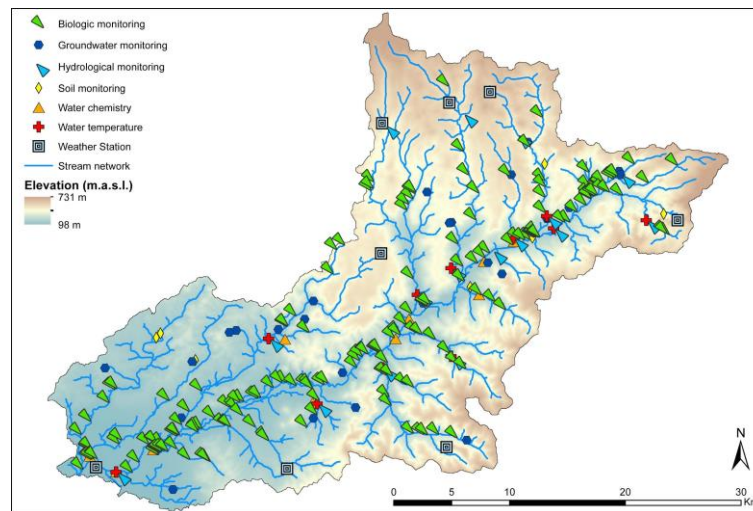 Biologic monitoring
Groundwater monitoring
Hydrological monitoring
Soil monitoring
Water chemistry
Water temperature
Weather Station
Stream network
Elevation (m.a.s.l.)
731 m
98 m
N
0 5 10 20 30
Km